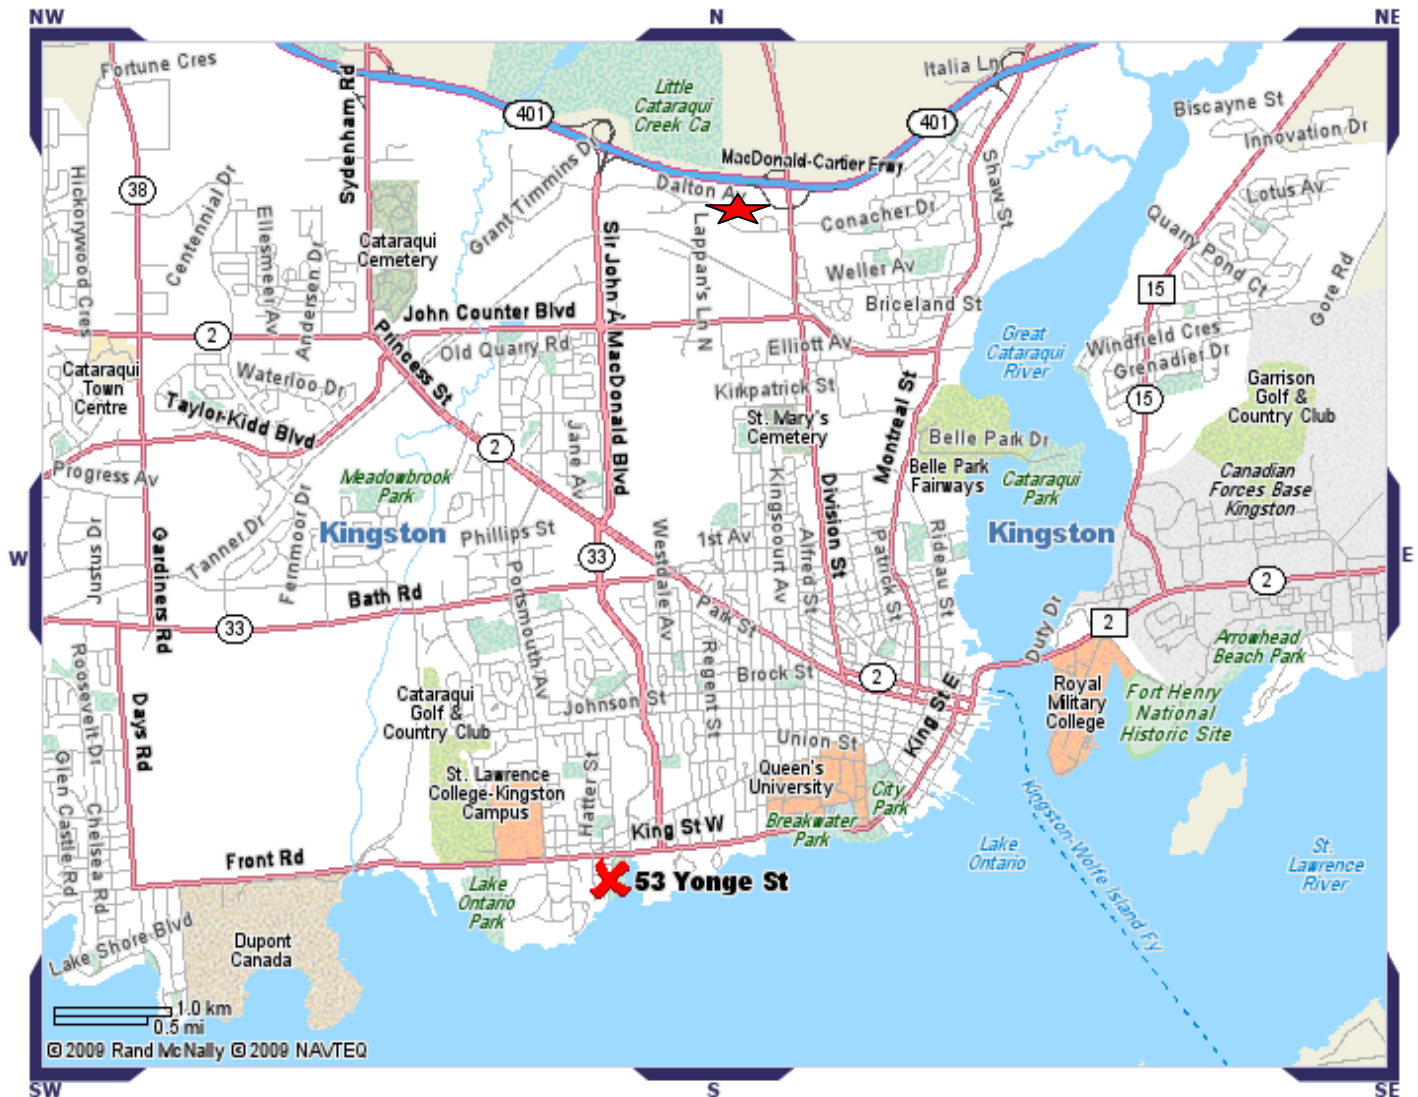 NW
N
NE
Fortune Cres
Sydenham Rd
Little
Cataraqui
Creek Ca
Italia Ln
401
401
Biscayne St
Innovation Dr
MacDonald-Cartier Frwy
Grant Timmins Dr
Shaw St
Hickorywood Cres
38
Centennial Dr
Dalton Av
Lotus Av
Conacher Dr
Quarry Pond Ct
Ellesmeer Av
Andersen Dr
Cataraqui
Cemetery
Sir John A MacDonald Blvd
Lappan's Ln N
Weller Av
Gore Rd
15
Briceland St
John Counter Blvd
2
Princess St
Old Quarry Rd
Elliott Av
Great
Cataraqui
River
Windfield Cres
Grenadier Dr
Cataraqui
Town
Centre
Waterloo Dr
Taylor-Kidd Blvd
Kirkpatrick St
Montreal St
15
Garrison
Golf &
Country Club
St. Mary's
Cemetery
Jane Av
2
Belle Park Dr
Belle Park
Fairways
Cataraqui
Park
Canadian
Forces Base
Kingston
Progress Av
Meadowbrook
Park
Kingscourt Av
Division St
Justus Dr
Gardiners Rd
Tanner Dr
Fernmoor Dr
Kingston
Phillips St
Westdale Av
1st Av
Alfred St
Patrick St
Rideau St
Kingston
W
E
33
2
Bath Rd
Portsmouth Av
Park St
Duty Dr
2
33
Arrowhead
Beach Park
Roosevelt Dr
Days Rd
Regent St
Brock St
2
King St E
Royal
Military
College
Fort Henry
National
Historic Site
Cataraqui
Golf &
Country Club
Johnson St
Union St
Glen Castle Rd
Chelsea Rd
St. Lawrence
College-Kingston
Campus
Hatter St
Queen's
University
City
Park
Kingston-Wolfe Island Fy
King St W
Breakwater
Park
Lake
Ontario
St.
Lawrence
River
Front Rd
Lake
Ontario
Park
53 Yonge St
Lake Shore Blvd
Dupont
Canada
1.0 km
0.5 mi
© 2009 Rand McNally © 2009 NAVTEQ
SW
S
SE